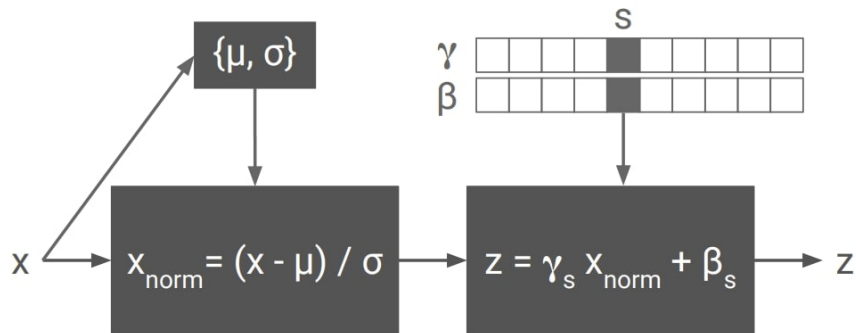 s
{μ, σ}
γ
β
x
x_norm = (x - μ) / σ
z = γ_s x_norm + β_s
z